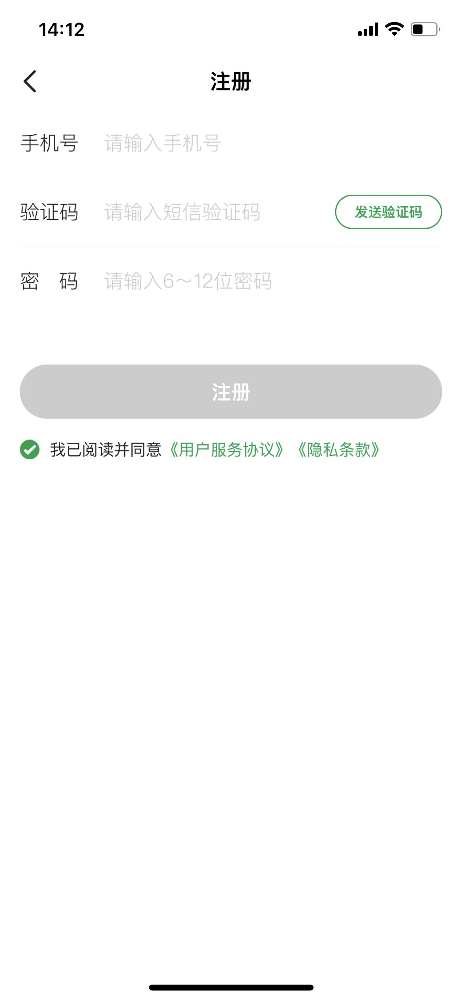 14:12
注册
手机号 请输入手机号
验证码 请输入短信验证码 发送验证码
密 码 请输入6～12位密码
注册
我已阅读并同意《用户服务协议》《隐私条款》